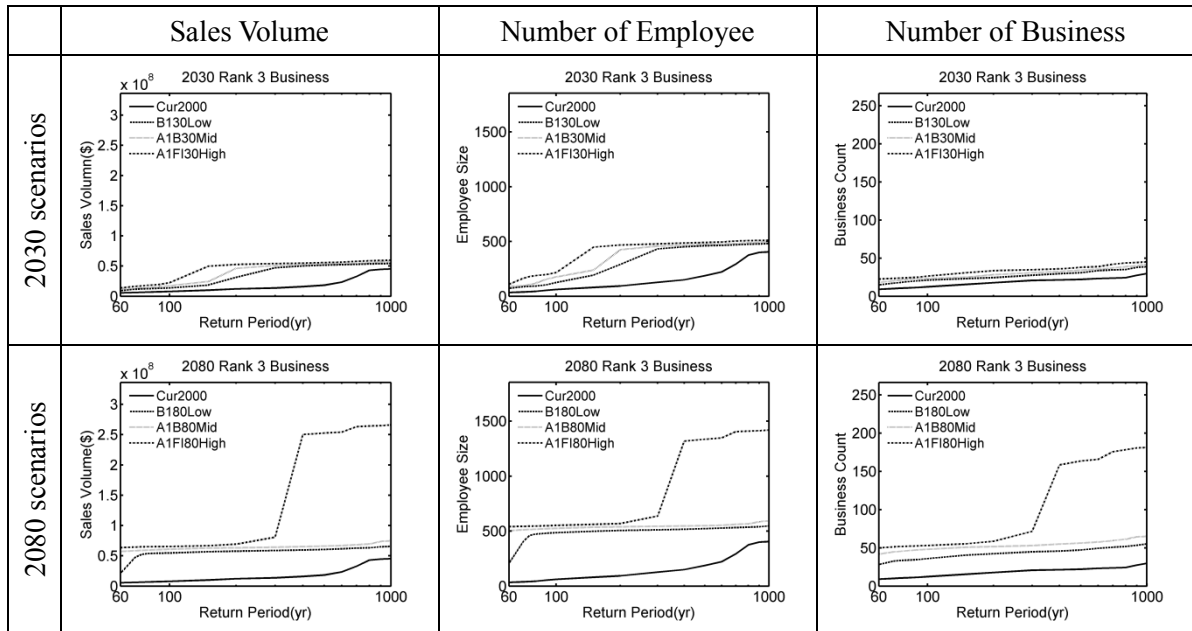 Sales Volume
Number of Employee
Number of Business
2030 scenarios
2030 Rank 3 Business
x 10^8
Cur2000
B130Low
A1B30Mid
A1FI30High
Sales Volumn($)
3
2.5
2
1.5
1
0.5
0
60
100
1000
Return Period(yr)
2030 Rank 3 Business
Cur2000
B130Low
A1B30Mid
A1FI30High
Employee Size
1500
1000
500
0
60
100
1000
Return Period(yr)
2030 Rank 3 Business
Cur2000
B130Low
A1B30Mid
A1FI30High
Business Count
250
200
150
100
50
0
60
100
1000
Return Period(yr)
2080 scenarios
2080 Rank 3 Business
x 10^8
Cur2000
B180Low
A1B80Mid
A1FI80High
Sales Volume($)
3
2.5
2
1.5
1
0.5
0
60
100
1000
Return Period(yr)
2080 Rank 3 Business
Cur2000
B180Low
A1B80Mid
A1FI80High
Employee Size
1500
1000
500
0
60
100
1000
Return Period(yr)
2080 Rank 3 Business
Cur2000
B180Low
A1B80Mid
A1FI80High
Business Count
250
200
150
100
50
0
60
100
1000
Return Period(yr)